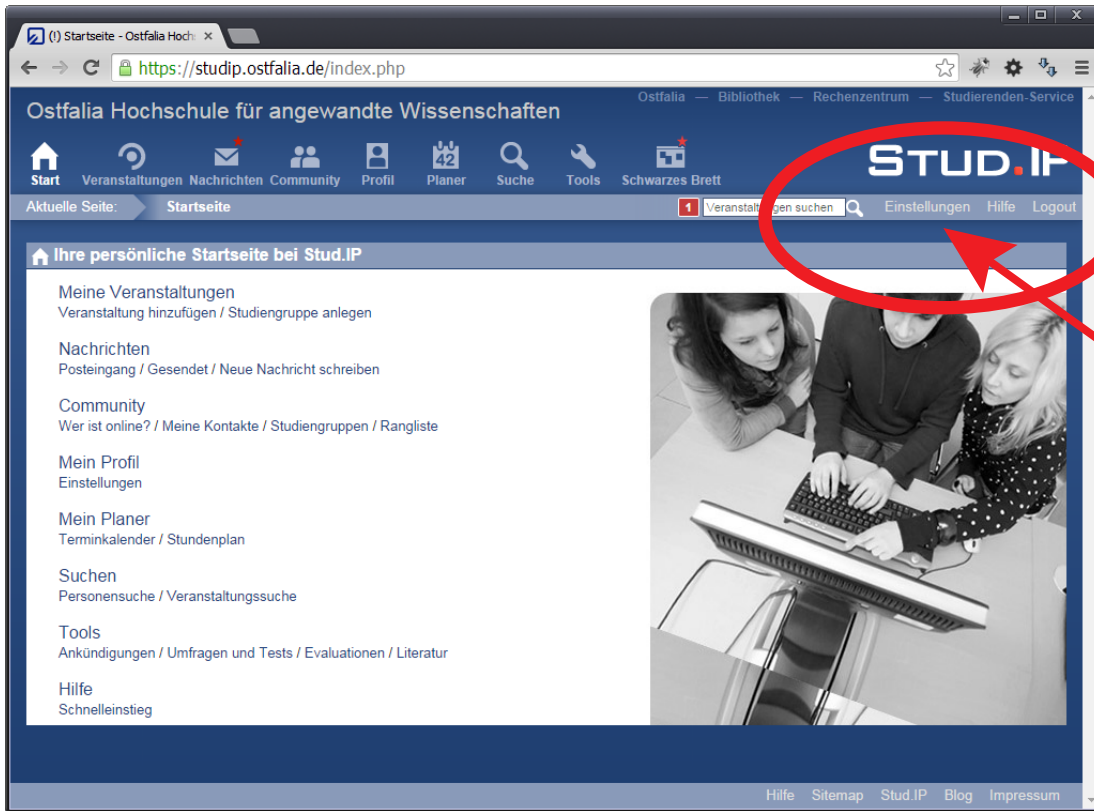 (!) Startseite - Ostfalia Hoch
https://studip.ostfalia.de/index.php
Ostfalia — Bibliothek — Rechenzentrum — Studierenden-Service
Ostfalia Hochschule für angewandte Wissenschaften
42
Start Veranstaltungen Nachrichten Community Profil Planer Suche Tools Schwarzes Brett
STUD.IP
Aktuelle Seite: Startseite
1 Veranstaltungen suchen Einstellungen Hilfe Logout
Ihre persönliche Startseite bei Stud.IP
Meine Veranstaltungen
Veranstaltung hinzufügen / Studiengruppe anlegen
Nachrichten
Posteingang / Gesendet / Neue Nachricht schreiben
Community
Wer ist online? / Meine Kontakte / Studiengruppen / Rangliste
Mein Profil
Einstellungen
Mein Planer
Terminkalender / Stundenplan
Suchen
Personensuche / Veranstaltungssuche
Tools
Ankündigungen / Umfragen und Tests / Evaluationen / Literatur
Hilfe
Schnelleinstieg
Hilfe Sitemap Stud.IP Blog Impressum